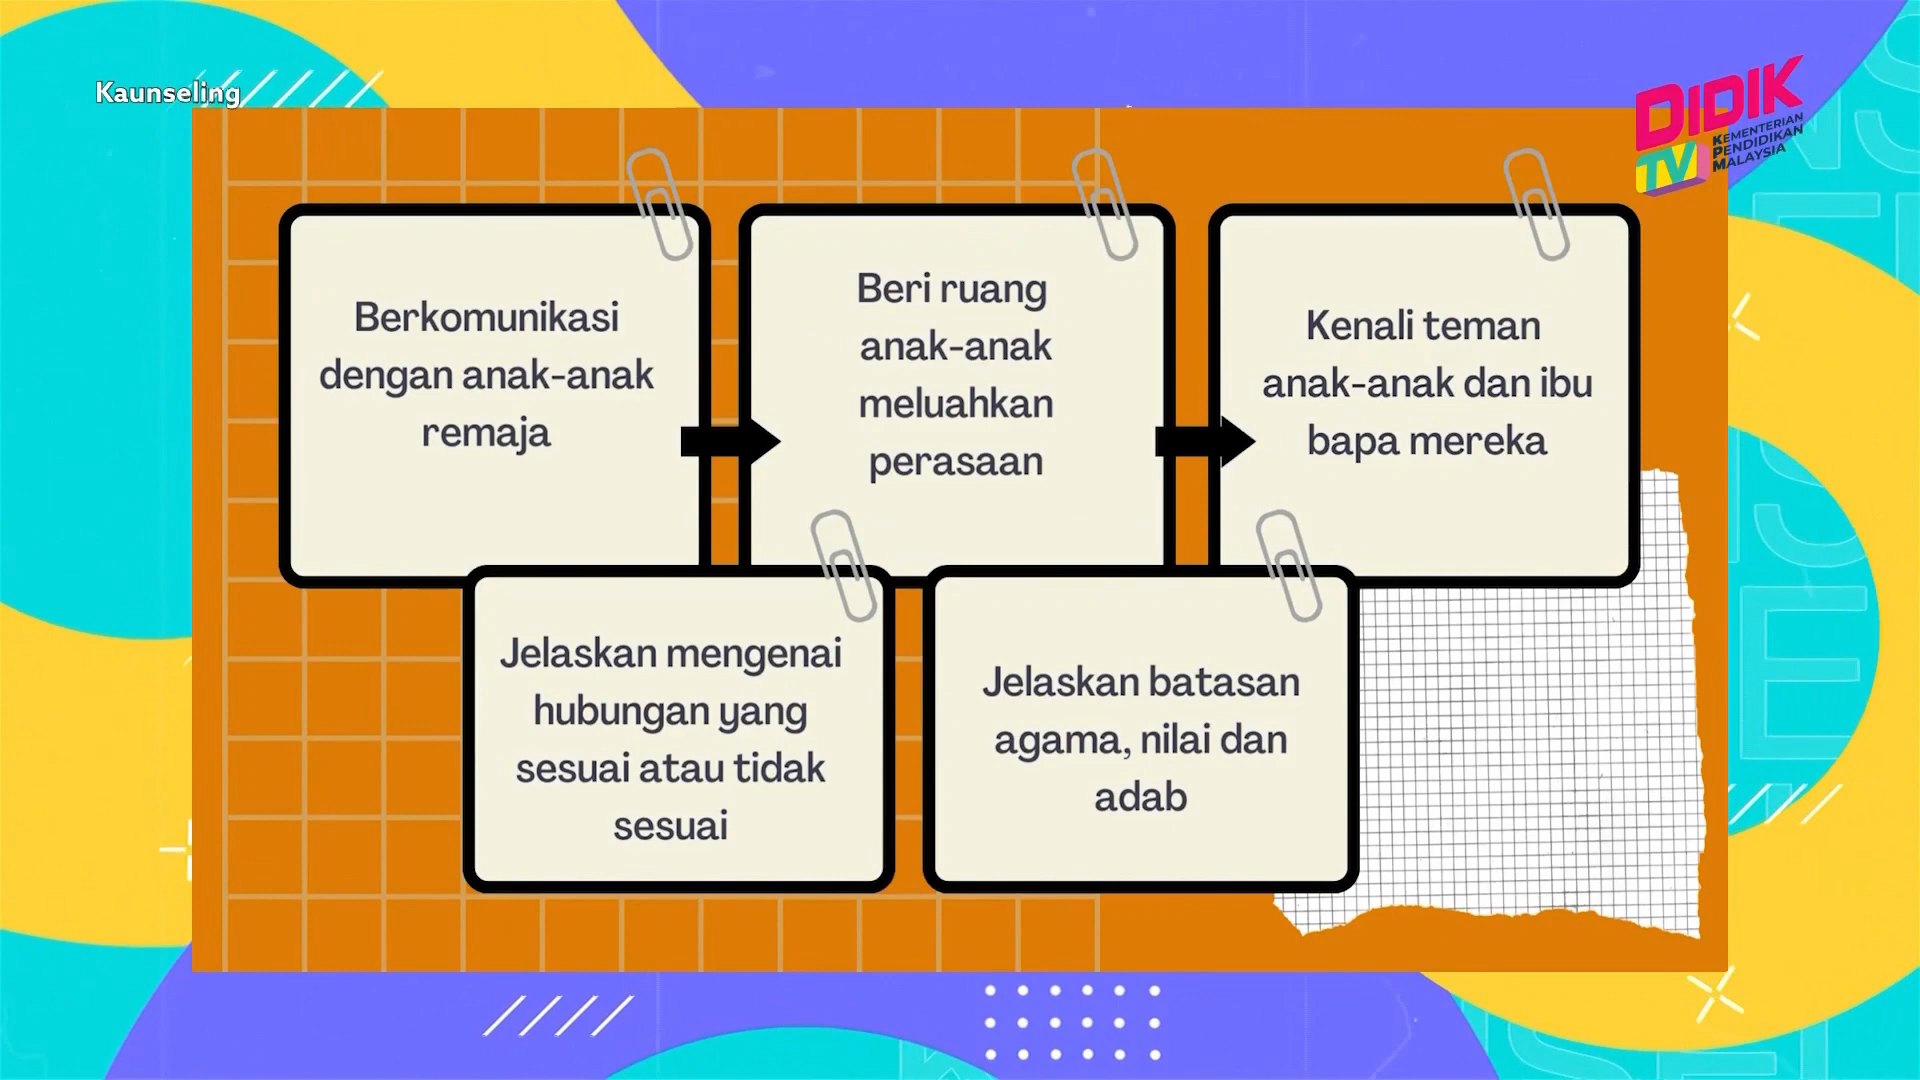 Kaunseling
DIDIK
TV
KEMENTERIAN
PENDIDIKAN
MALAYSIA
Berkomunikasi
dengan anak-anak
remaja
Beri ruang
anak-anak
meluahkan
perasaan
Kenali teman
anak-anak dan ibu
bapa mereka
Jelaskan mengenai
hubungan yang
sesuai atau tidak
sesuai
Jelaskan batasan
agama, nilai dan
adab